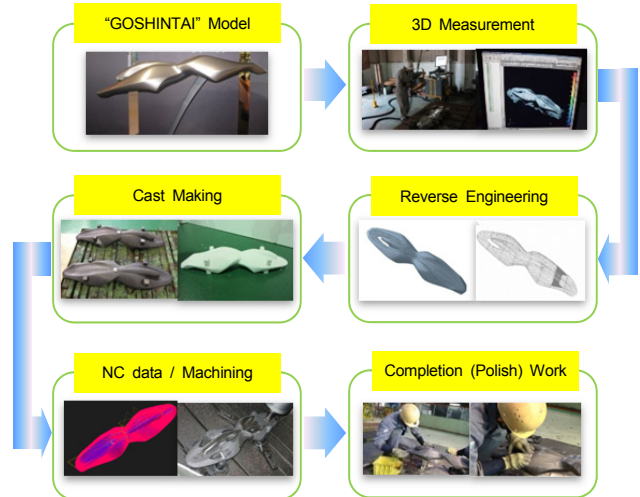 “GOSHINTAI” Model
3D Measurement
Cast Making
Reverse Engineering
NC data / Machining
Completion (Polish) Work